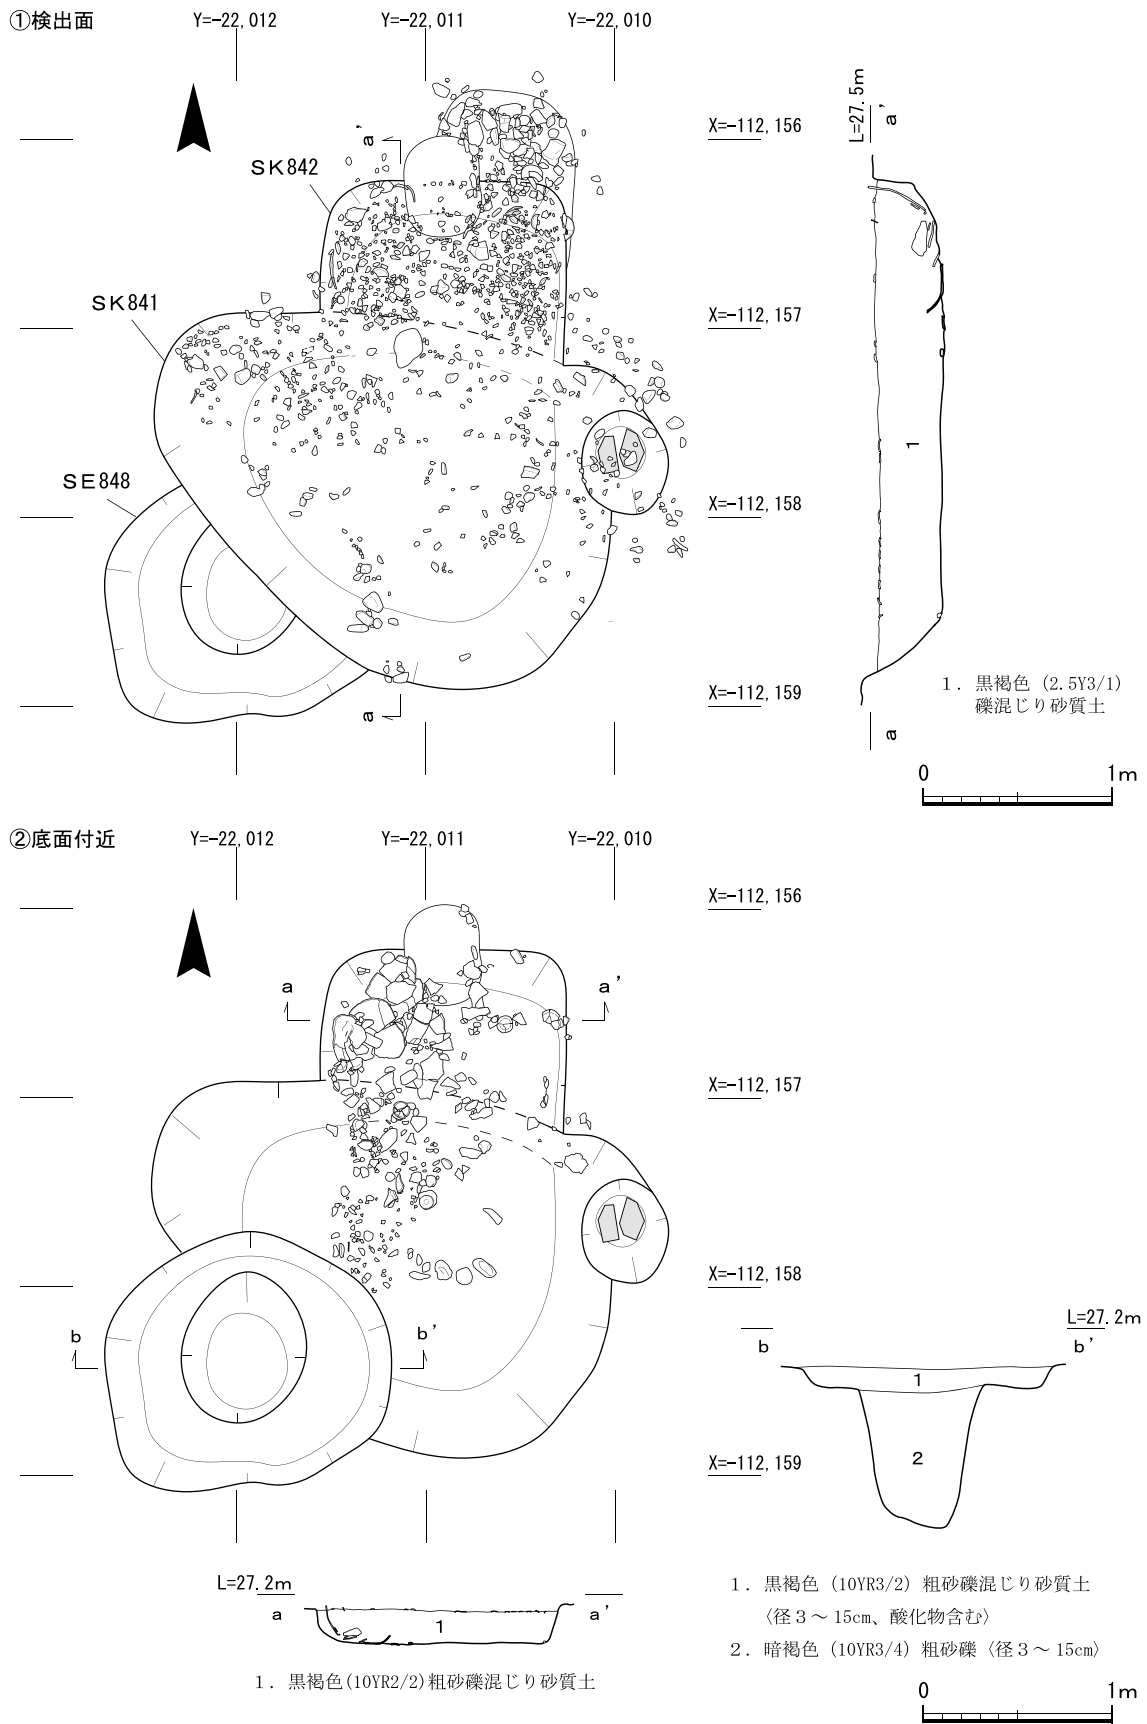 ①検出面
Y=-22,012
Y=-22,011
Y=-22,010
L=27.5m
a'
X=-112,156
a'
SK842
SK841
X=-112,157
1
SE848
X=-112,158
1. 黒褐色 (2.5Y3/1)
礫混じり砂質土
X=-112,159
a
a
0
1m
②底面付近
Y=-22,012
Y=-22,011
Y=-22,010
X=-112,156
a
a'
X=-112,157
X=-112,158
L=27.2m
b
b'
b
b'
1
2
X=-112,159
L=27.2m
a
a'
1
1. 黒褐色(10YR2/2)粗砂礫混じり砂質土
1. 黒褐色 (10YR3/2) 粗砂礫混じり砂質土
〈径３～15cm、酸化物含む〉
2. 暗褐色 (10YR3/4) 粗砂礫〈径３～15cm〉
0
1m